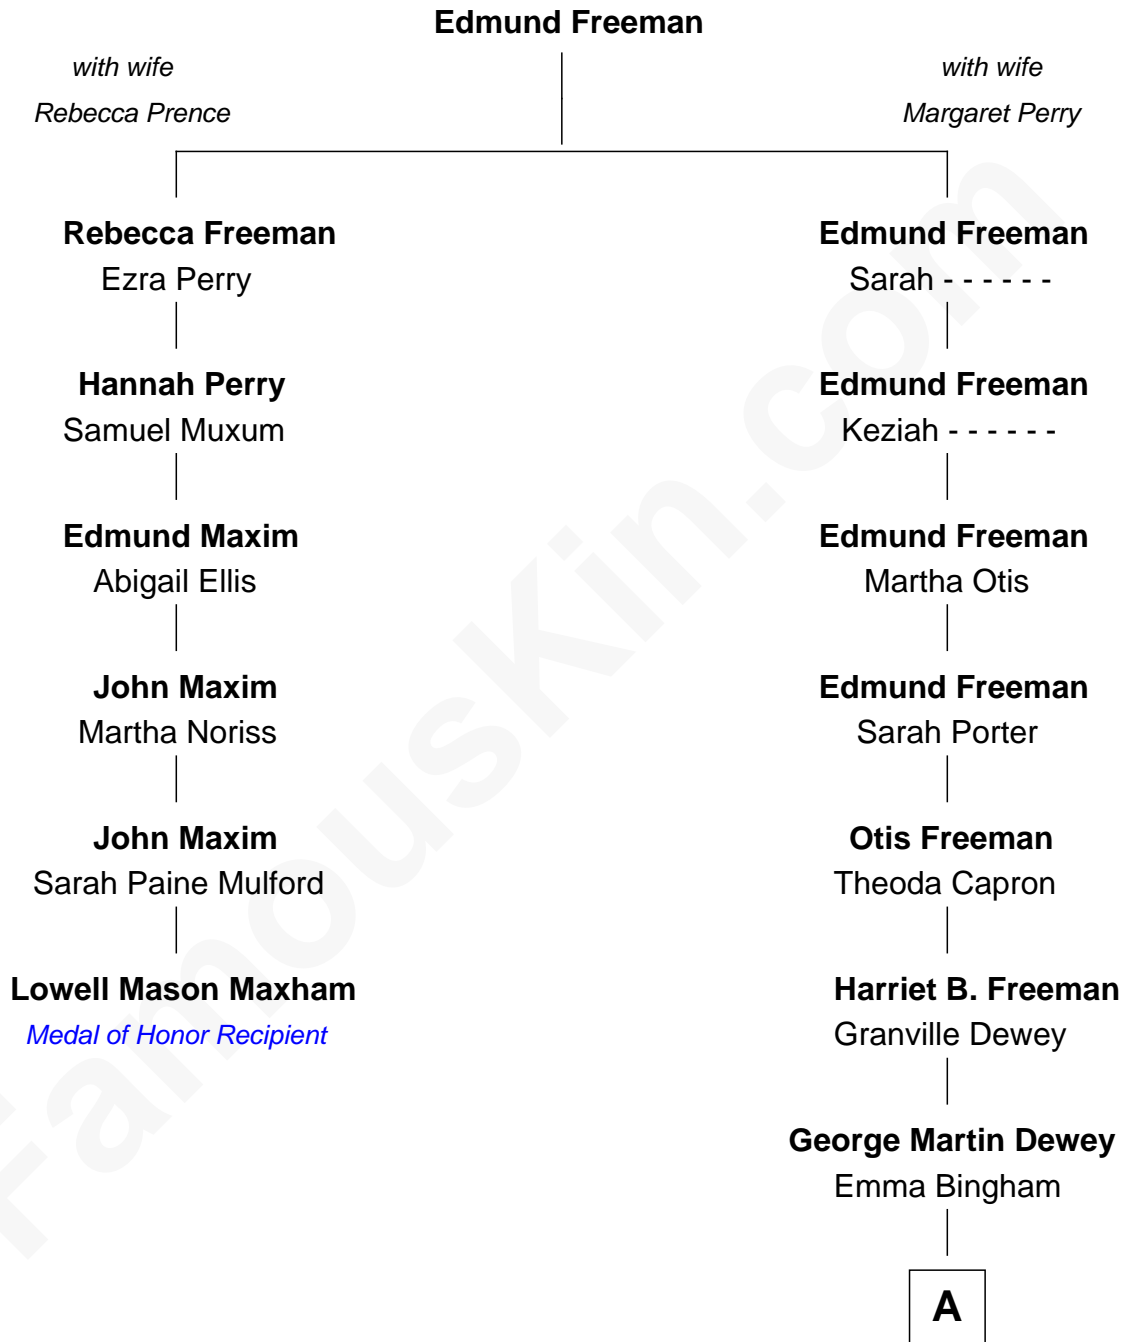 Edmund Freeman
with wife
Rebecca Prence
with wife
Margaret Perry
Rebecca Freeman
Ezra Perry
Edmund Freeman
Sarah - - - - - -
Hannah Perry
Samuel Muxum
Edmund Freeman
Keziah - - - - - -
Edmund Maxim
Abigail Ellis
Edmund Freeman
Martha Otis
John Maxim
Martha Noriss
Edmund Freeman
Sarah Porter
John Maxim
Sarah Paine Mulford
Otis Freeman
Theoda Capron
Lowell Mason Maxham
Medal of Honor Recipient
Harriet B. Freeman
Granville Dewey
George Martin Dewey
Emma Bingham
A
FamousKin.com